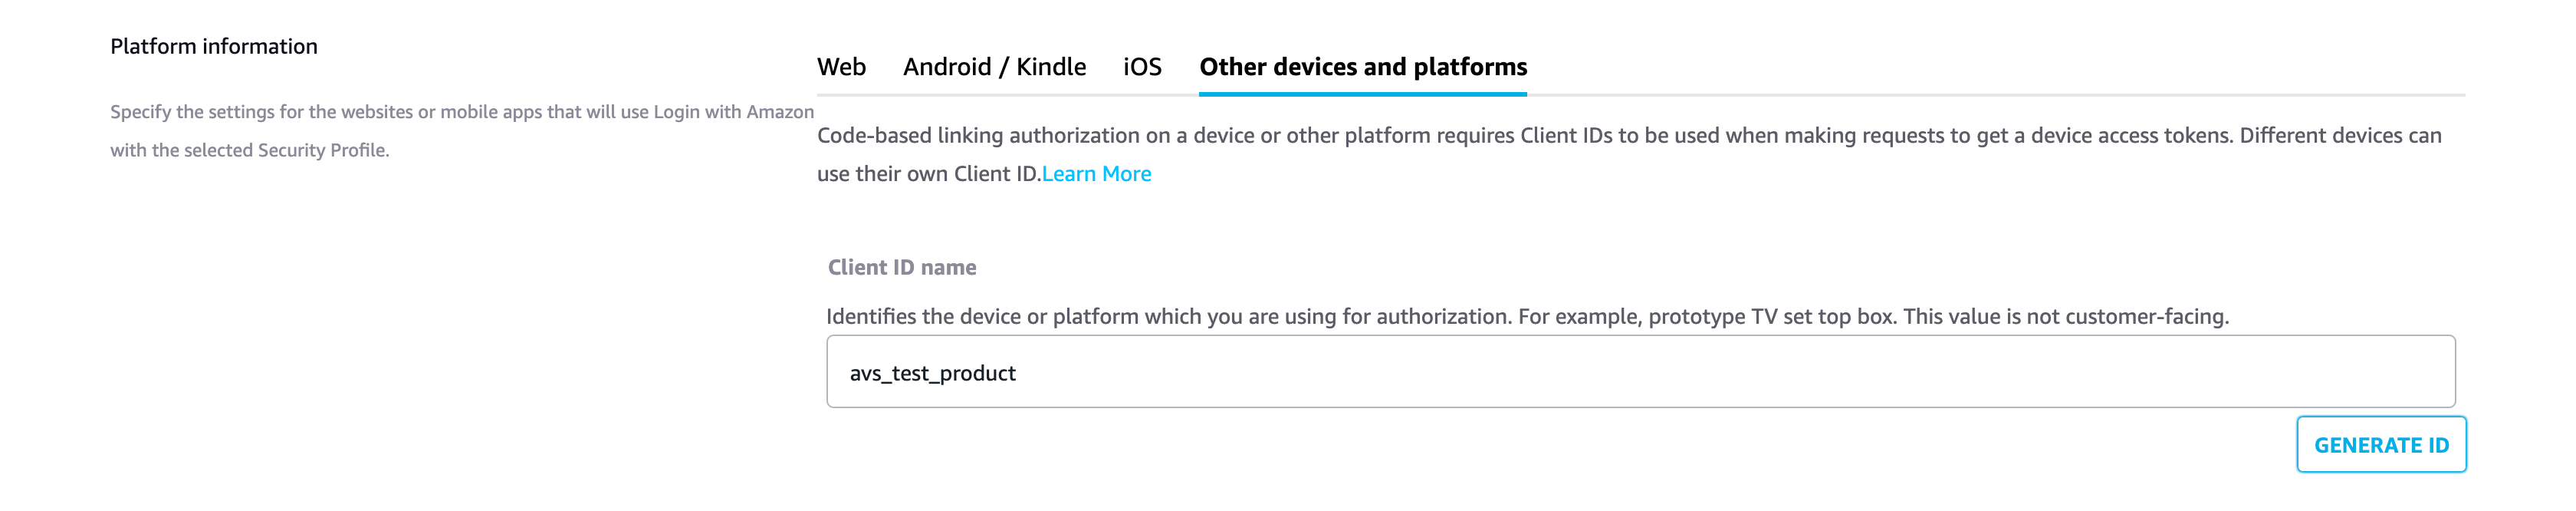 Platform information
Specify the settings for the websites or mobile apps that will use Login with Amazon
with the selected Security Profile.
Web Android / Kindle iOS Other devices and platforms
Code-based linking authorization on a device or other platform requires Client IDs to be used when making requests to get a device access tokens. Different devices can
use their own Client ID.Learn More
Client ID name
Identifies the device or platform which you are using for authorization. For example, prototype TV set top box. This value is not customer-facing.
avs_test_product
GENERATE ID